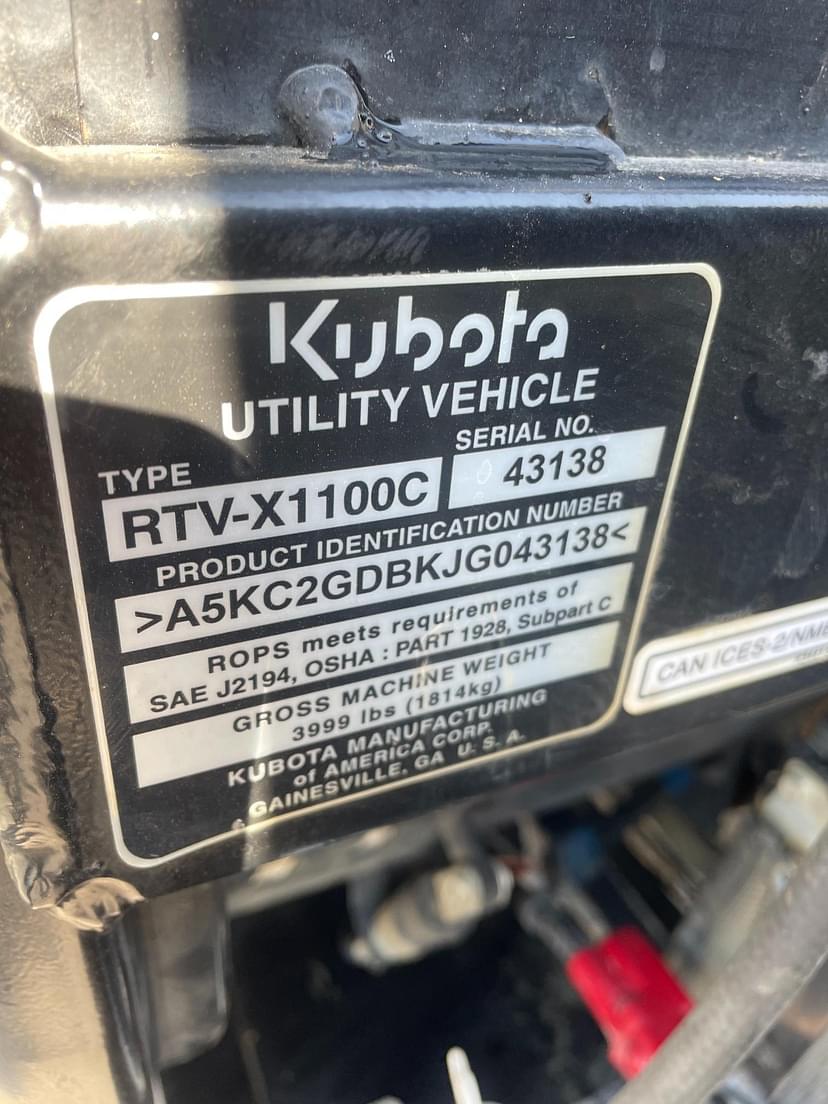 Kubota
UTILITY VEHICLE
TYPE
SERIAL NO.
RTV-X1100C
43138
PRODUCT IDENTIFICATION NUMBER
>A5KC2GDBKJG043138<
ROPS meets requirements of
SAE J2194, OSHA : PART 1928, Subpart C
GROSS MACHINE WEIGHT
3999 lbs (1814kg)
KUBOTA MANUFACTURING
of AMERICA CORP.
GAINESVILLE, GA U. S. A.
CAN ICES-2/NMB